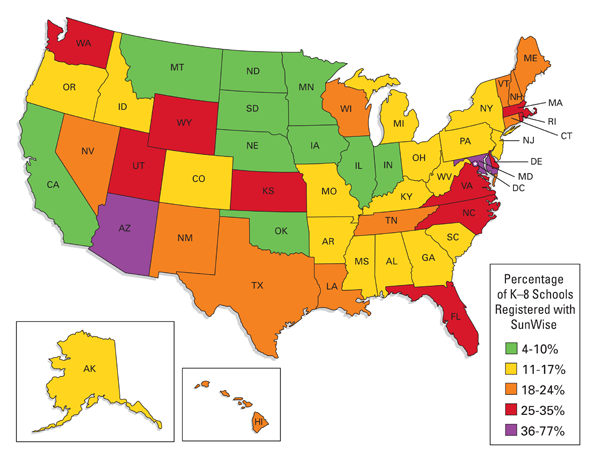 WA
OR
CA
ID
NV
MT
WY
UT
AZ
CO
NM
ND
SD
NE
KS
OK
TX
MN
IA
MO
AR
LA
WI
IL
IN
MI
OH
KY
TN
MS
AL
GA
FL
SC
NC
VA
WV
PA
NY
VT
NH
ME
MA
RI
CT
NJ
DE
MD
DC
AK
HI
Percentage
of K–8 Schools
Registered with
SunWise
4-10%
11-17%
18-24%
25-35%
36-77%